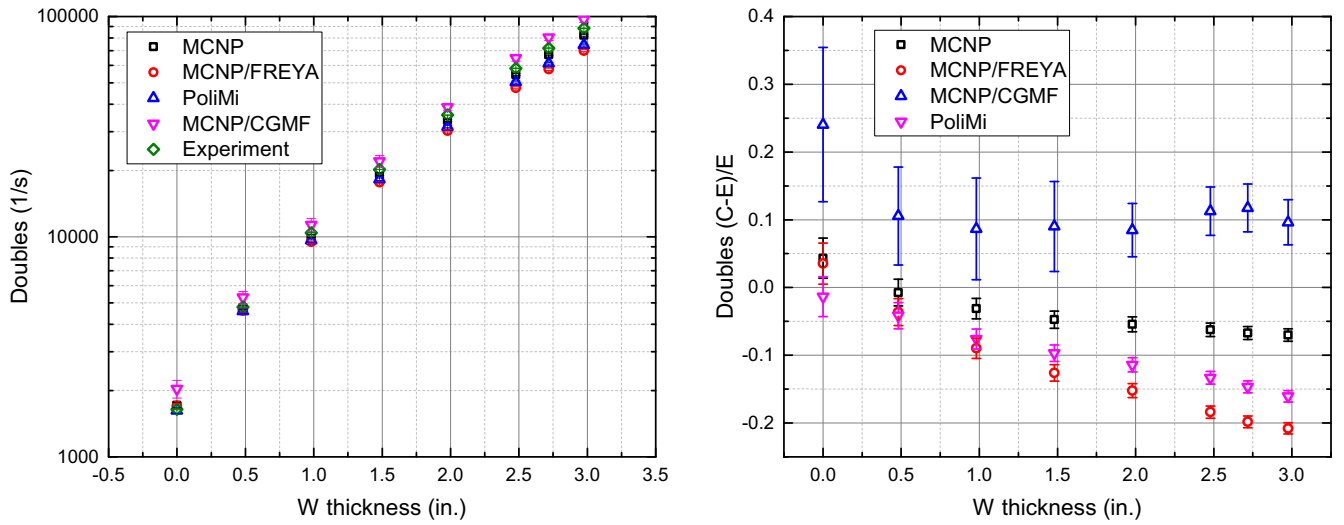 100000
10000
1000
Doubles (1/s)
MCNP
MCNP/FREYA
PoliMi
MCNP/CGMF
Experiment
-0.5 0.0 0.5 1.0 1.5 2.0 2.5 3.0 3.5
W thickness (in.)
0.4
0.3
0.2
0.1
0.0
-0.1
-0.2
Doubles (C-E)/E
MCNP
MCNP/FREYA
MCNP/CGMF
PoliMi
0.0 0.5 1.0 1.5 2.0 2.5 3.0
W thickness (in.)